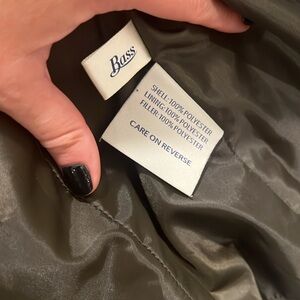 Bass
SHELL: 100% POLYESTER
LINING: 100% POLYESTER
FILLER: 100% POLYESTER
CARE ON REVERSE